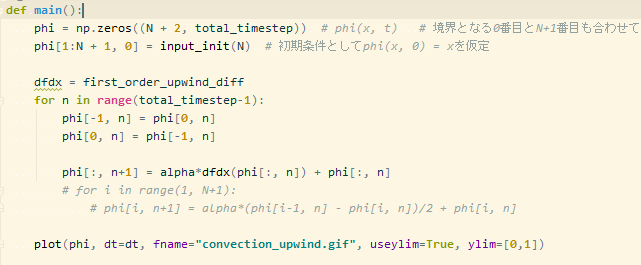 def main():
    phi = np.zeros((N + 2, total_timestep))  # phi(x, t)   # 境界となる0番目とN+1番目も合わせて
    phi[1:N + 1, 0] = input_init(N)  # 初期条件としてphi(x, 0) = xを仮定
    dfdx = first_order_upwind_diff
    for n in range(total_timestep-1):
        phi[-1, n] = phi[0, n]
        phi[0, n] = phi[-1, n]
        phi[:, n+1] = alpha*dfdx(phi[:, n]) + phi[:, n]
        # for i in range(1, N+1):
            # phi[i, n+1] = alpha*(phi[i-1, n] - phi[i, n])/2 + phi[i, n]
    plot(phi, dt=dt, fname="convection_upwind.gif", useylim=True, ylim=[0,1])